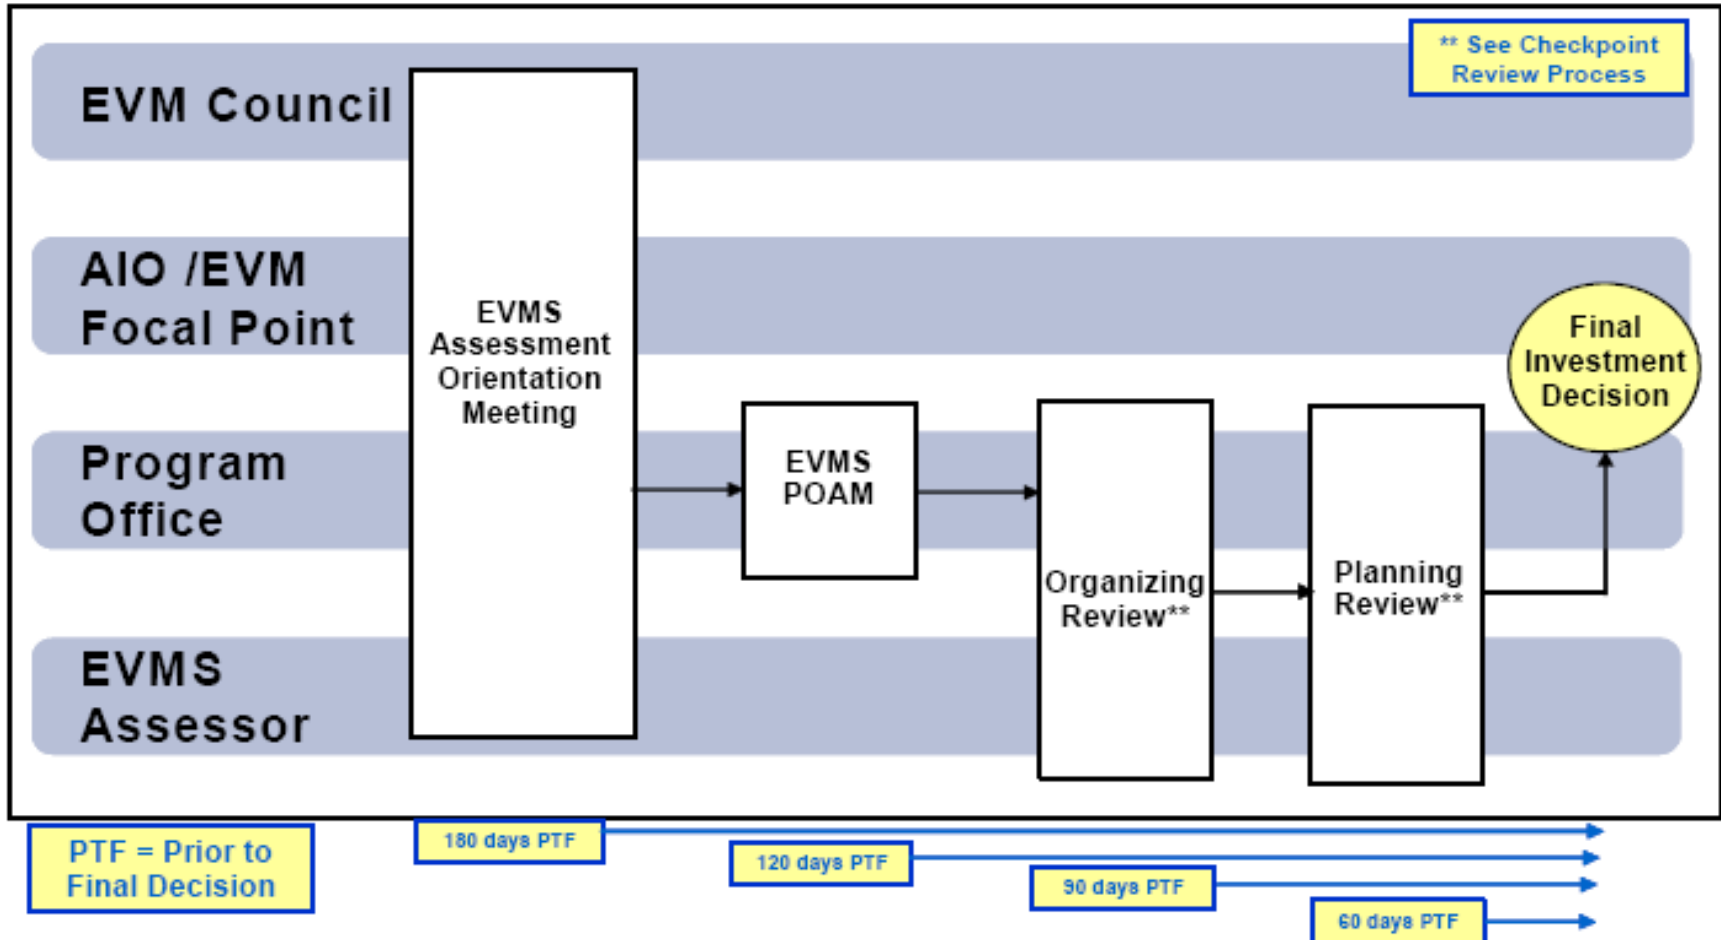 ** See Checkpoint
Review Process
EVM Council
AIO /EVM
Focal Point
EVMS
Assessment
Orientation
Meeting
Final
Investment
Decision
Program
Office
EVMS
POAM
Organizing
Review**
Planning
Review**
EVMS
Assessor
PTF = Prior to
Final Decision
180 days PTF
120 days PTF
90 days PTF
60 days PTF